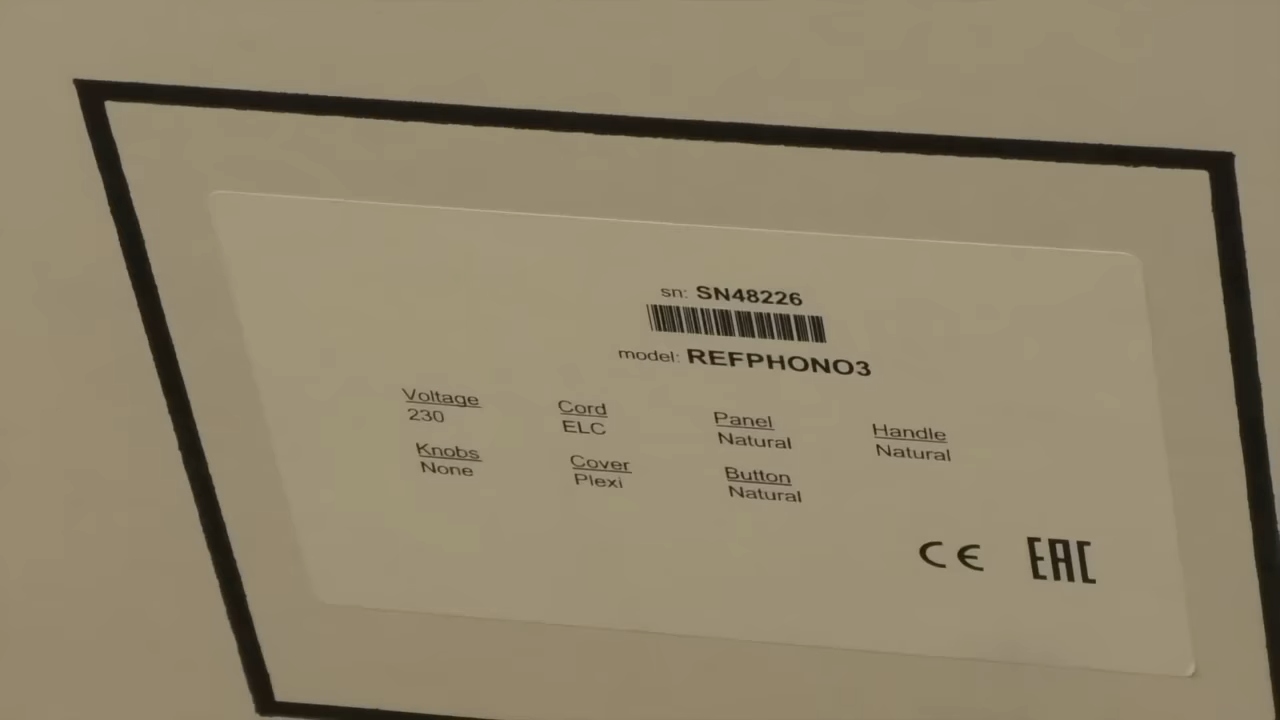 sn: SN48226
model: REFPHONO3
Voltage Cord Panel Handle
230 ELC Natural Natural
Knobs Cover Button
None Plexi Natural
CE EAC